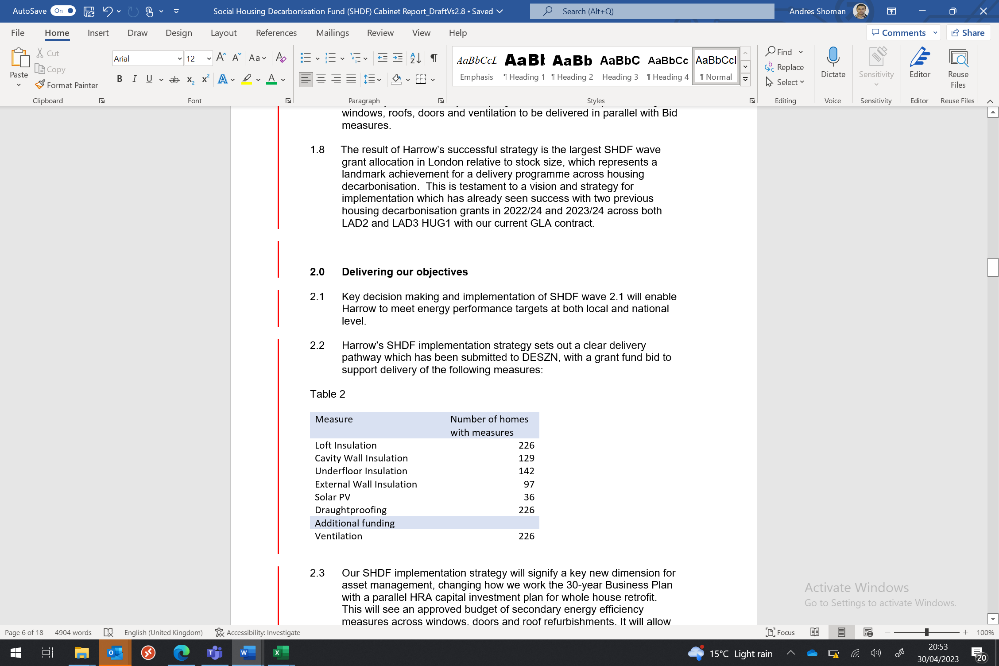 AutoSave On Social Housing Decarbonisation Fund (SHDF) Cabinet Report_DraftVs2.8 • Saved Search (Alt+Q) Andres Shoman
File Home Insert Draw Design Layout References Mailings Review View Help Comments Share
Paste Cut Copy Format Painter
Clipboard
Arial 12 Aa
B I U ab x₂ x² A A
Font
Paragraph
AaBbCcL AaBb AaBb AaBbC AaBbCc AaBbCcI
Emphasis ¶ Heading 1 ¶ Heading 2 Heading 3 ¶ Heading 4 ¶ Normal
Styles
Find
Replace
Select
Editing
Dictate
Voice
Sensitivity
Sensitivity
Editor
Editor
Reuse
Files
Reuse Files
windows, roofs, doors and ventilation to be delivered in parallel with Bid
measures.
1.8 The result of Harrow’s successful strategy is the largest SHDF wave
grant allocation in London relative to stock size, which represents a
landmark achievement for a delivery programme across housing
decarbonisation.  This is testament to a vision and strategy for
implementation which has already seen success with two previous
housing decarbonisation grants in 2022/24 and 2023/24 across both
LAD2 and LAD3 HUG1 with our current GLA contract.
2.0 Delivering our objectives
2.1 Key decision making and implementation of SHDF wave 2.1 will enable
Harrow to meet energy performance targets at both local and national
level.
2.2 Harrow’s SHDF implementation strategy sets out a clear delivery
pathway which has been submitted to DESZN, with a grant fund bid to
support delivery of the following measures:
Table 2
Measure Number of homes
with measures
Loft Insulation 226
Cavity Wall Insulation 129
Underfloor Insulation 142
External Wall Insulation 97
Solar PV 36
Draughtproofing 226
Additional funding
Ventilation 226
2.3 Our SHDF implementation strategy will signify a key new dimension for
asset management, changing how we work the 30-year Business Plan
with a parallel HRA capital investment plan for whole house retrofit.
This will see an approved budget of secondary energy efficiency
measures across windows, doors and roof refurbishments. It will allow
Activate Windows
Go to Settings to activate Windows.
Page 6 of 18 4904 words English (United Kingdom) Accessibility: Investigate Focus 100%
15°C Light rain 20:53
30/04/2023 20